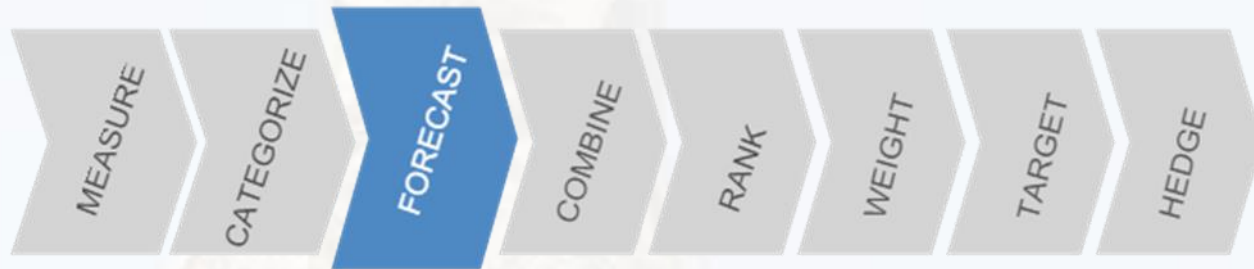 MEASURE
CATEGORIZE
FORECAST
COMBINE
RANK
WEIGHT
TARGET
HEDGE